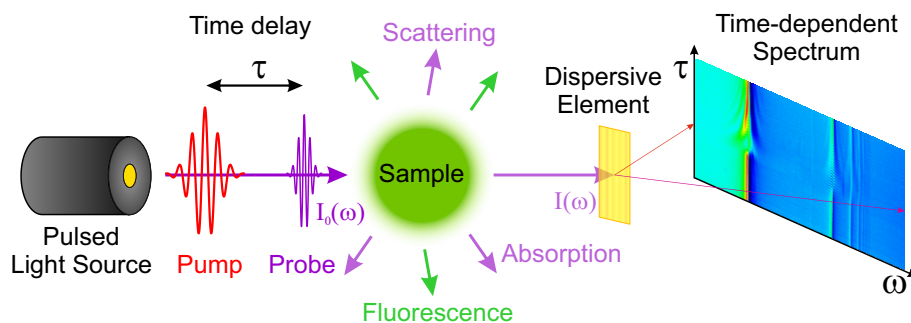 Time delay
τ
Scattering
Time-dependent
Spectrum
τ
Dispersive
Element
Sample
I₀(ω)
I(ω)
Pulsed
Light Source
Pump
Probe
Absorption
Fluorescence
ω